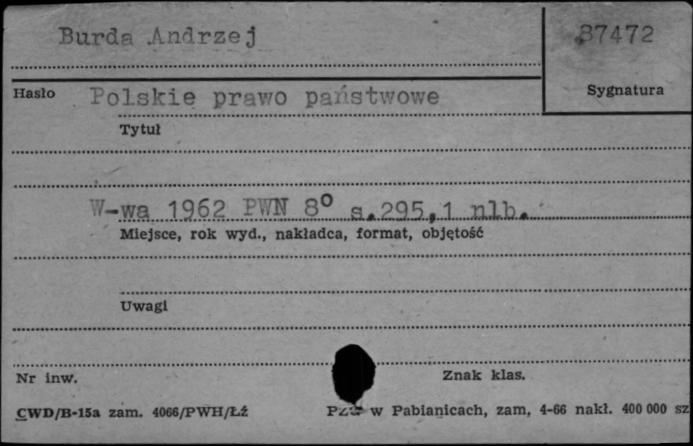 Burda Andrzej
87472
Hasło
Sygnatura
Polskie prawo państwowe
Tytuł
W-wa 1962 PWN 8° s.295,1 nlb.
Miejsce, rok wyd., nakładca, format, objętość
Uwagi
Nr inw.
Znak klas.
CWD/B-15a zam. 4066/PWH/Łź
w Pabianicach, zam, 4-66 nakł. 400 000 sz